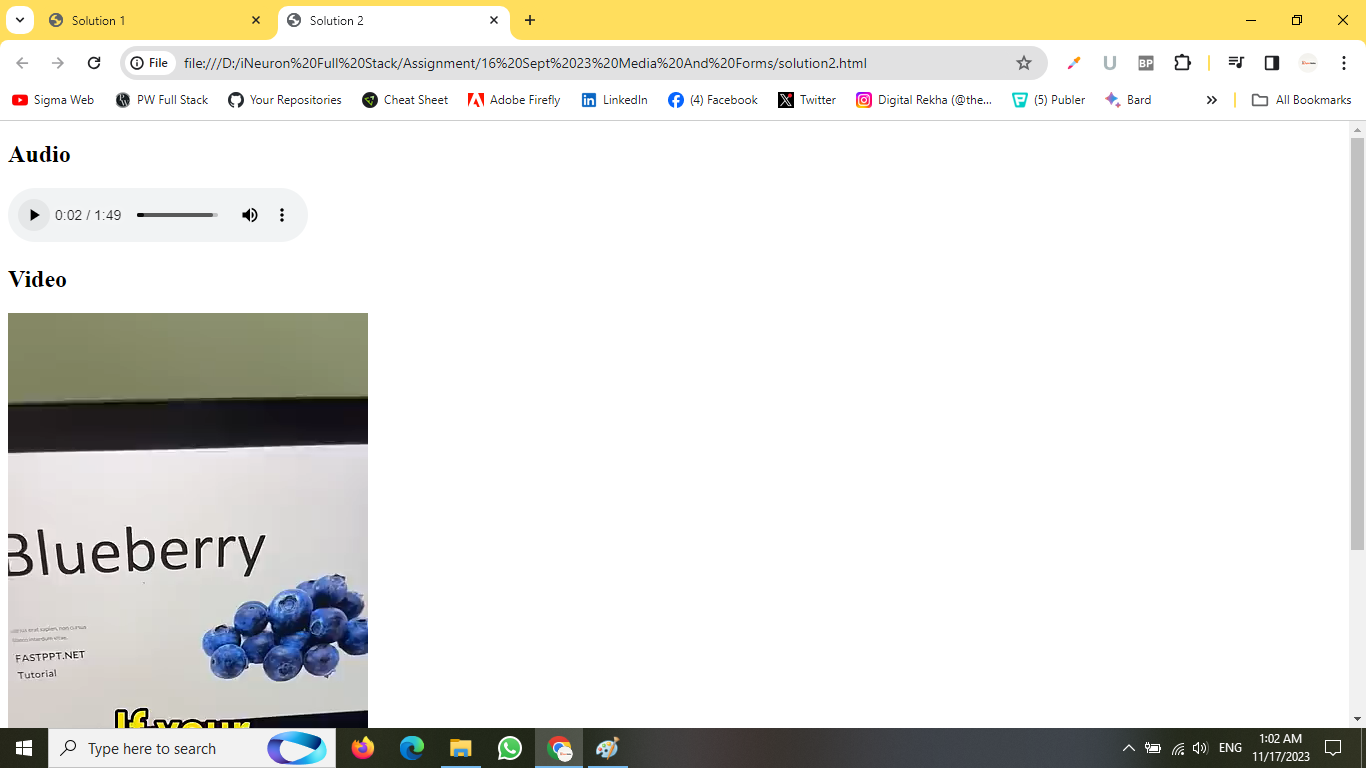 Solution 1
Solution 2
File
file:///D:/iNeuron%20Full%20Stack/Assignment/16%20Sept%2023%20Media%20And%20Forms/solution2.html
BP
Sigma Web
PW Full Stack
Your Repositories
Cheat Sheet
Adobe Firefly
LinkedIn
(4) Facebook
Twitter
Digital Rekha (@the...
(5) Publer
Bard
All Bookmarks
Audio
0:02 / 1:49
Video
Blueberry
FASTPPT.NET
Tutorial
If your
Type here to search
ENG
1:02 AM
11/17/2023